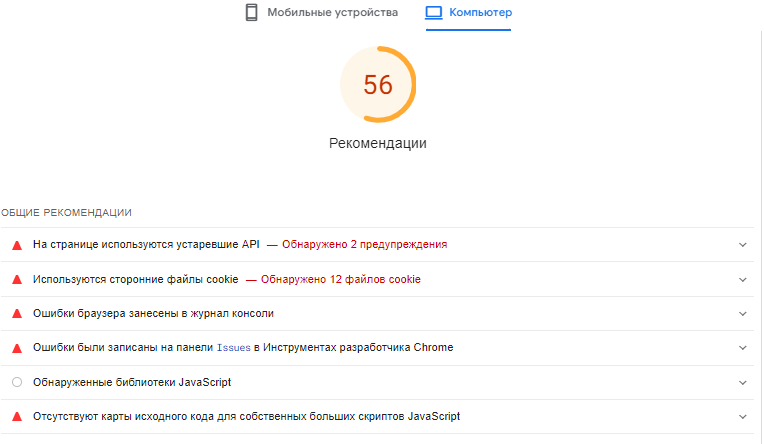 Мобильные устройства
Компьютер
56
Рекомендации
ОБЩИЕ РЕКОМЕНДАЦИИ
На странице используются устаревшие API — Обнаружено 2 предупреждения
Используются сторонние файлы cookie — Обнаружено 12 файлов cookie
Ошибки браузера занесены в журнал консоли
Ошибки были записаны на панели Issues в Инструментах разработчика Chrome
Обнаруженные библиотеки JavaScript
Отсутствуют карты исходного кода для собственных больших скриптов JavaScript